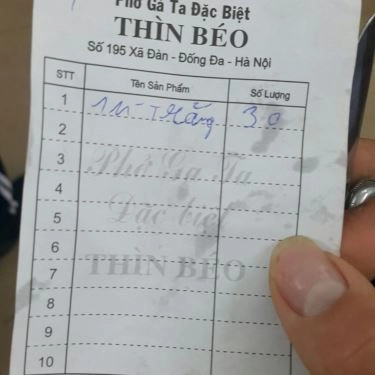 Phở Gà Ta Đặc Biệt
THÌN BÉO
Số 195 Xã Đàn - Đống Đa - Hà Nội
STT Tên Sản Phẩm Số Lượng
1 1M-Trắng 30
2
3
4
5
6
7
8
9
10
Phở Gà Ta
Đặc biệt
THÌN BÉO